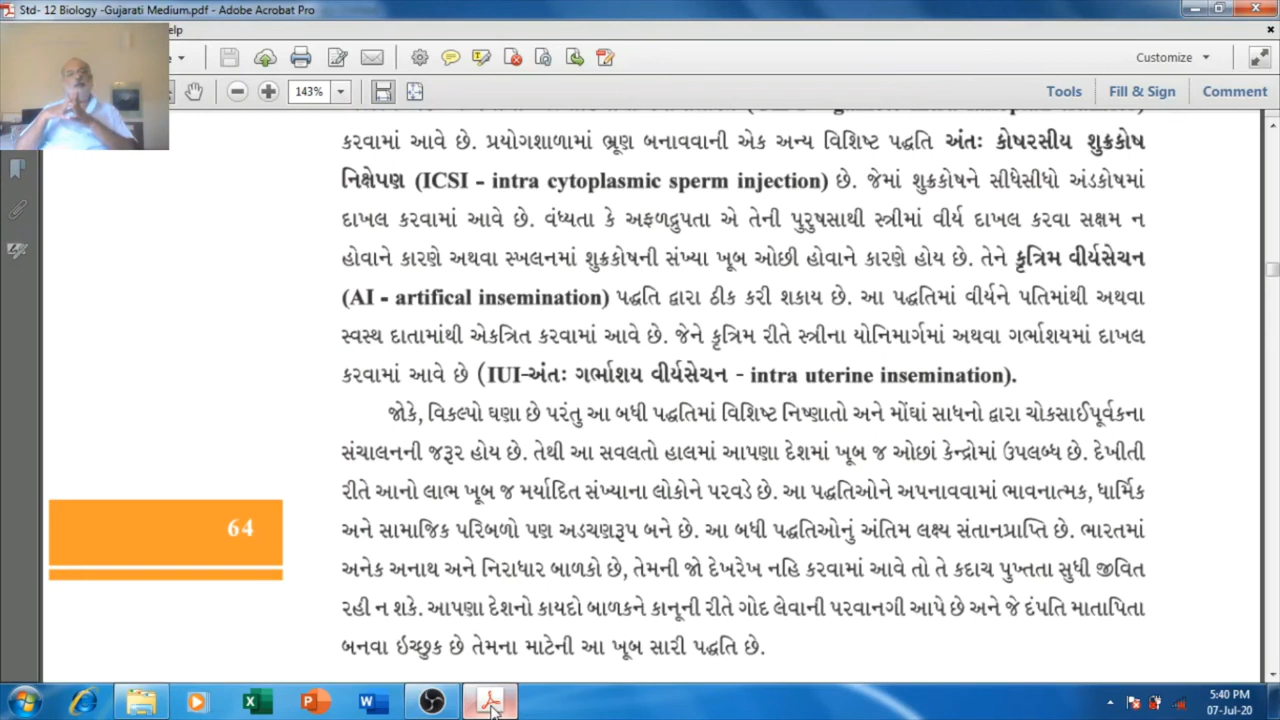 Std- 12 Biology -Gujarati Medium.pdf - Adobe Acrobat Pro
elp
Customize
143%
Tools Fill & Sign Comment
કરવામાં આવે છે. પ્રયોગશાળામાં ભ્રૂણ બનાવવાની એક અન્ય વિશિષ્ટ પદ્ધતિ અંતઃ કોષરસીય શુક્રકોષ
નિક્ષેપણ (ICSI - intra cytoplasmic sperm injection) છે. જેમાં શુક્રકોષને સીધેસીધો અંડકોષમાં
દાખલ કરવામાં આવે છે. વંધ્યતા કે અફળદ્રુપતા એ તેની પુરુષસાથી સ્ત્રીમાં વીર્ય દાખલ કરવા સક્ષમ ન
હોવાને કારણે અથવા સ્ખલનમાં શુક્રકોષની સંખ્યા ખૂબ ઓછી હોવાને કારણે હોય છે. તેને કૃત્રિમ વીર્યસેચન
(AI - artifical insemination) પદ્ધતિ દ્વારા ઠીક કરી શકાય છે. આ પદ્ધતિમાં વીર્યને પતિમાંથી અથવા
સ્વસ્થ દાતામાંથી એકત્રિત કરવામાં આવે છે. જેને કૃત્રિમ રીતે સ્ત્રીના યોનિમાર્ગમાં અથવા ગર્ભાશયમાં દાખલ
કરવામાં આવે છે (IUI-અંતઃ ગર્ભાશય વીર્યસેચન - intra uterine insemination).
જોકે, વિકલ્પો ઘણા છે પરંતુ આ બધી પદ્ધતિમાં વિશિષ્ટ નિષ્ણાતો અને મોંઘાં સાધનો દ્વારા ચોકસાઈપૂર્વકના
સંચાલનની જરૂર હોય છે. તેથી આ સવલતો હાલમાં આપણા દેશમાં ખૂબ જ ઓછાં કેન્દ્રોમાં ઉપલબ્ધ છે. દેખીતી
રીતે આનો લાભ ખૂબ જ મર્યાદિત સંખ્યાના લોકોને પરવડે છે. આ પદ્ધતિઓને અપનાવવામાં ભાવનાત્મક, ધાર્મિક
અને સામાજિક પરિબળો પણ અડચણરૂપ બને છે. આ બધી પદ્ધતિઓનું અંતિમ લક્ષ્ય સંતાનપ્રાપ્તિ છે. ભારતમાં
અનેક અનાથ અને નિરાધાર બાળકો છે, તેમની જો દેખરેખ નહિ કરવામાં આવે તો તે કદાચ પુખ્તતા સુધી જીવિત
રહી ન શકે. આપણા દેશનો કાયદો બાળકને કાનૂની રીતે ગોદ લેવાની પરવાનગી આપે છે અને જે દંપતિ માતાપિતા
બનવા ઇચ્છુક છે તેમના માટેની આ ખૂબ સારી પદ્ધતિ છે.
64
5:40 PM
07-Jul-20